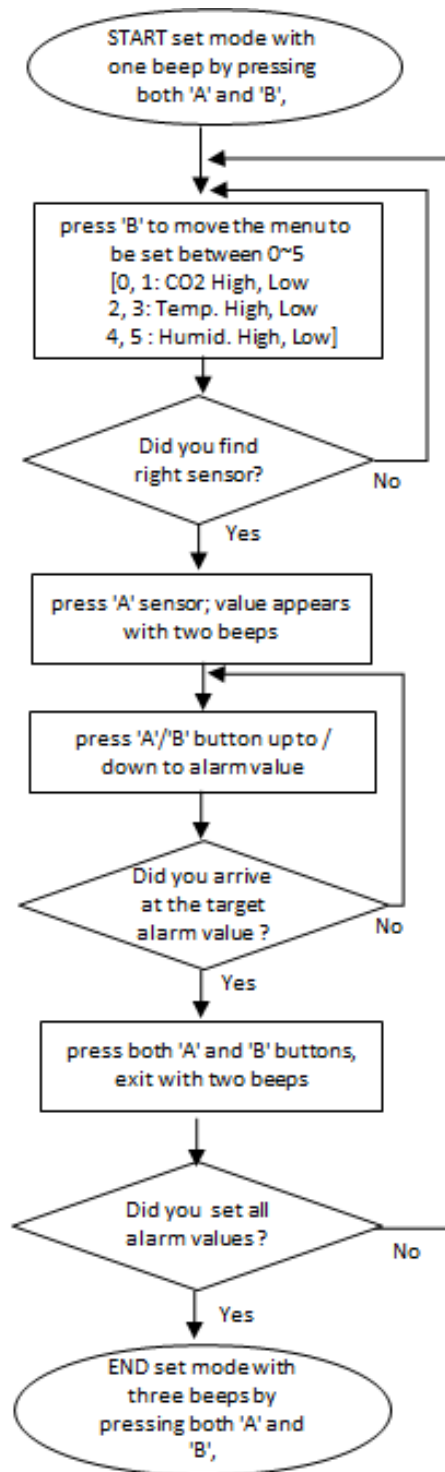 START set mode with
one beep by pressing
both 'A' and 'B',
press 'B' to move the menu to
be set between 0~5
[0, 1: CO2 High, Low
2, 3: Temp. High, Low
4, 5 : Humid. High, Low]
Did you find
right sensor?
No
Yes
press 'A' sensor; value appears
with two beeps
press 'A'/'B' button up to /
down to alarm value
Did you arrive
at the target
alarm value ?
No
Yes
press both 'A' and 'B' buttons,
exit with two beeps
Did you set all
alarm values ?
No
Yes
END set mode with
three beeps by
pressing both 'A' and
'B',